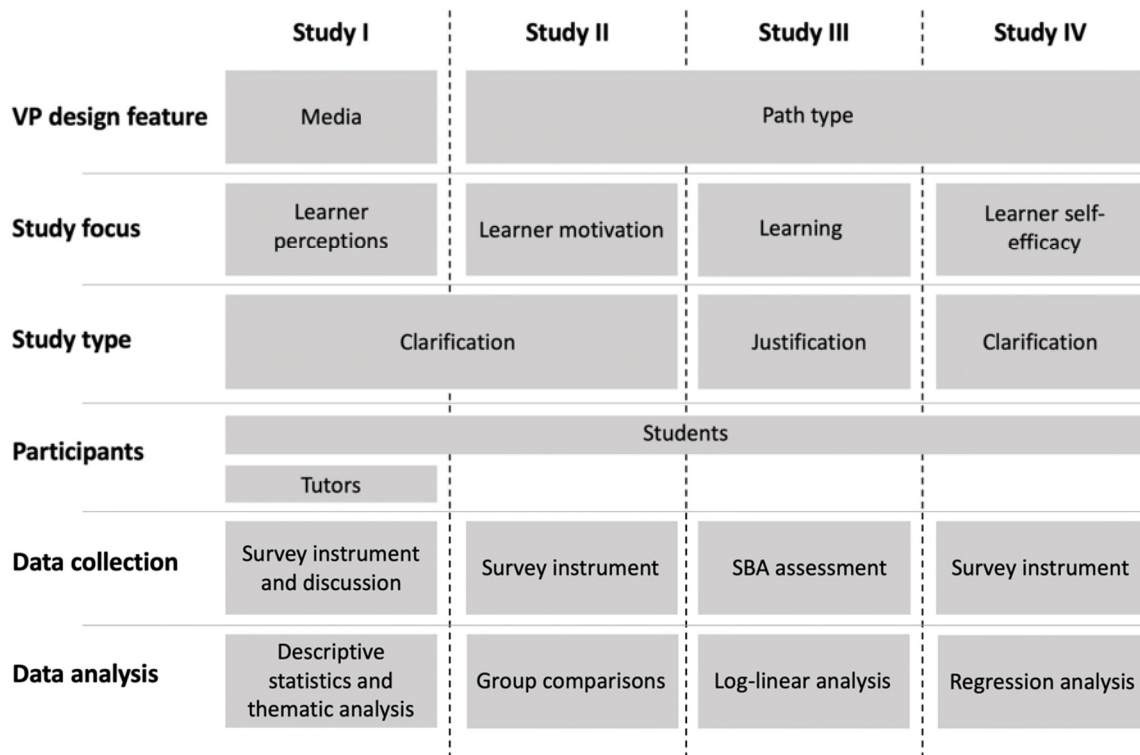 Study I Study II Study III Study IV
VP design feature Media Path type
Study focus Learner perceptions Learner motivation Learning Learner self-efficacy
Study type Clarification Justification Clarification
Participants Students
Tutors
Data collection Survey instrument and discussion Survey instrument SBA assessment Survey instrument
Data analysis Descriptive statistics and thematic analysis Group comparisons Log-linear analysis Regression analysis